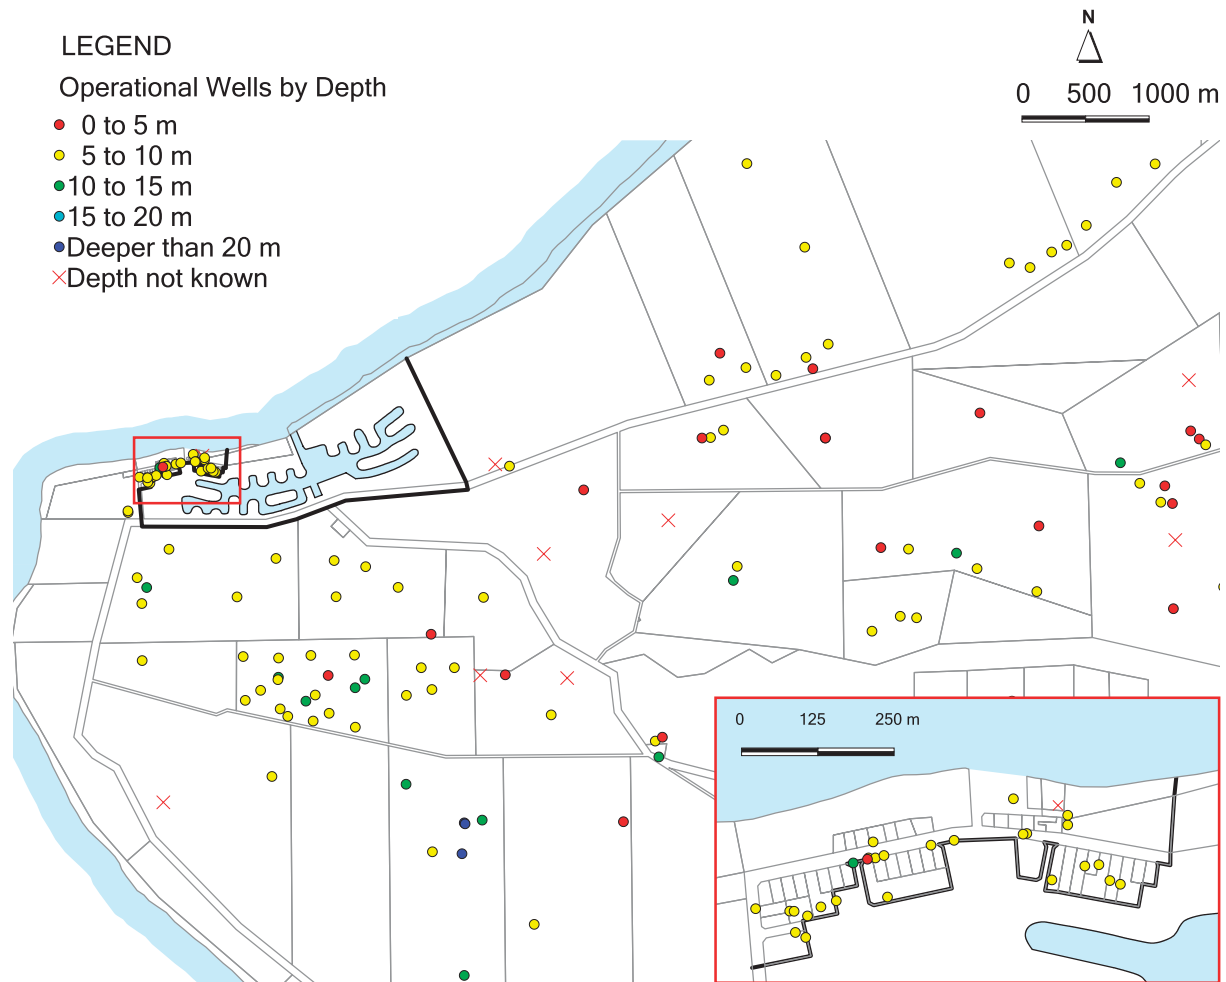 N
LEGEND
Operational Wells by Depth
0 500 1000 m
0 to 5 m
5 to 10 m
10 to 15 m
15 to 20 m
Deeper than 20 m
Depth not known
0 125 250 m